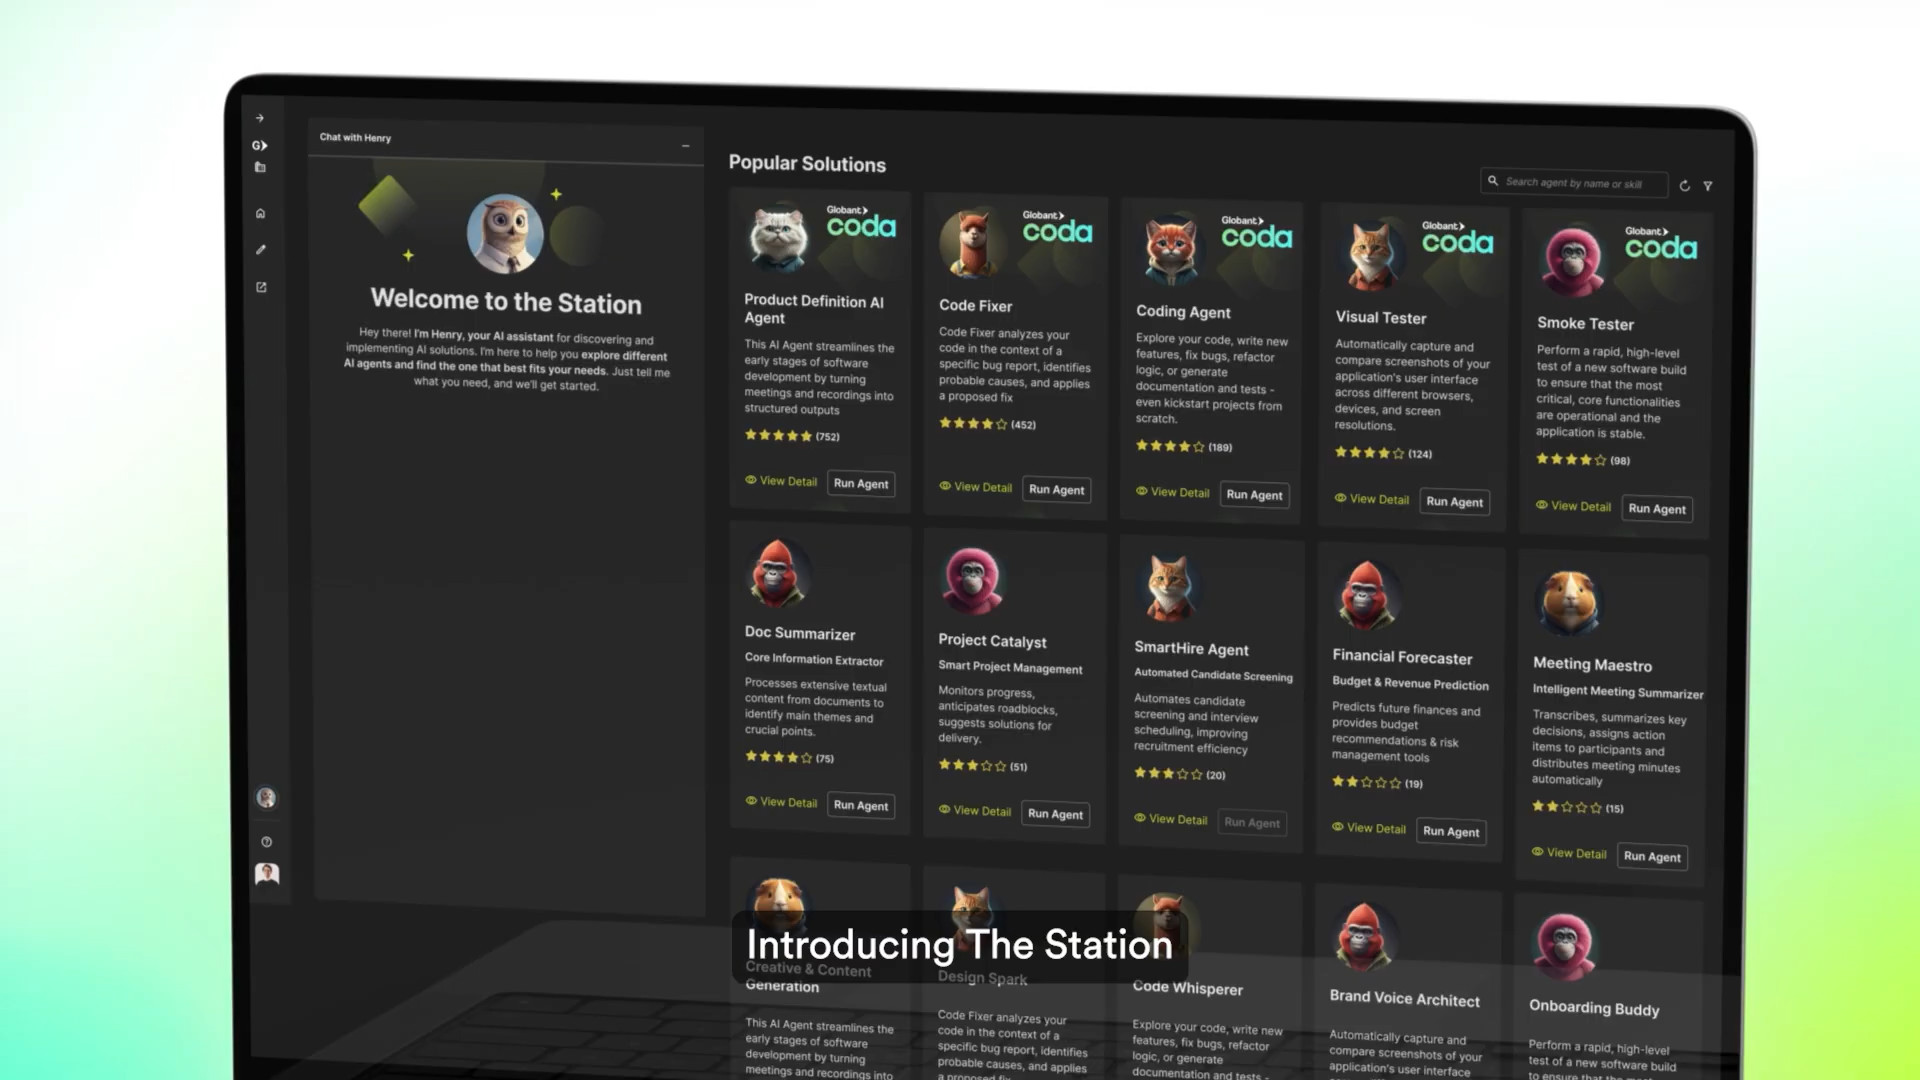 Chat with Henry
Welcome to the Station
Hey there! I'm Henry, your AI assistant for discovering and
implementing AI solutions. I'm here to help you explore different
AI agents and find the one that best fits your needs. Just tell me
what you need, and we'll get started.
Popular Solutions
Search agent by name or skill
Globant
coda
Product Definition AI
Agent
This AI Agent streamlines the
early stages of software
development by turning
meetings and recordings into
structured outputs
(752)
View Detail
Run Agent
Globant
coda
Code Fixer
Code Fixer analyzes your
code in the context of a
specific bug report, identifies
probable causes, and applies
a proposed fix
(452)
View Detail
Run Agent
Globant
coda
Coding Agent
Explore your code, write new
features, fix bugs, refactor
logic, or generate
documentation and tests -
even kickstart projects from
scratch.
(189)
View Detail
Run Agent
Globant
coda
Visual Tester
Automatically capture and
compare screenshots of your
application's user interface
across different browsers,
devices, and screen
resolutions.
(124)
View Detail
Run Agent
Globant
coda
Smoke Tester
Perform a rapid, high-level
test of a new software build
to ensure that the most
critical, core functionalities
are operational and the
application is stable.
(98)
View Detail
Run Agent
Doc Summarizer
Core Information Extractor
Processes extensive textual
content from documents to
identify main themes and
crucial points.
(75)
View Detail
Run Agent
Project Catalyst
Smart Project Management
Monitors progress,
anticipates roadblocks,
suggests solutions for
delivery.
(51)
View Detail
Run Agent
SmartHire Agent
Automated Candidate Screening
Automates candidate
screening and interview
scheduling, improving
recruitment efficiency
(20)
View Detail
Run Agent
Financial Forecaster
Budget & Revenue Prediction
Predicts future finances and
provides budget
recommendations & risk
management tools
(19)
View Detail
Run Agent
Meeting Maestro
Intelligent Meeting Summarizer
Transcribes, summarizes key
decisions, assigns action
items to participants and
distributes meeting minutes
automatically
(15)
View Detail
Run Agent
Introducing The Station
Creative & Content
Generation
This AI Agent streamlines the
early stages of software
development by turning
meetings and recordings into
Design Spark
Code Fixer analyzes your
code in the context of a
specific bug report, identifies
probable causes, and applies
a proposed fix
Code Whisperer
Explore your code, write new
features, fix bugs, refactor
logic, or generate
documentation and tests -
Brand Voice Architect
Automatically capture and
compare screenshots of your
application's user interface
Onboarding Buddy
Perform a rapid, high-level
test of a new software build
to ensure that the most